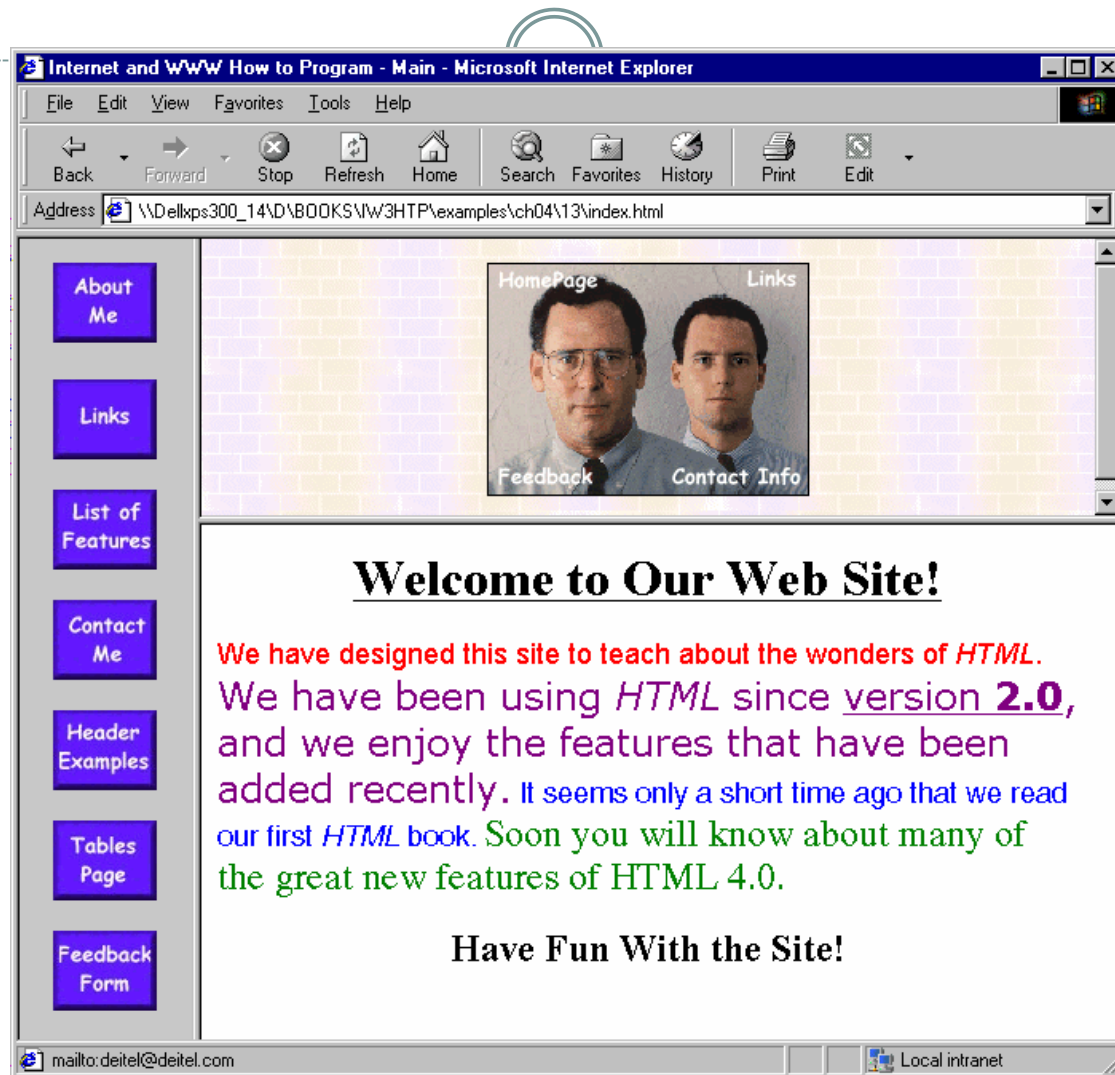 Internet and WWW How to Program - Main - Microsoft Internet Explorer
File Edit View Favorites Tools Help
Back Forward Stop Refresh Home Search Favorites History Print Edit
Address \\Dellxps300_14\D\BOOKS\IW3HTP\examples\ch04\13\index.html
About
Me
Links
List of
Features
Contact
Me
Header
Examples
Tables
Page
Feedback
Form
HomePage Links
Feedback Contact Info
Welcome to Our Web Site!
We have designed this site to teach about the wonders of HTML.
We have been using HTML since version 2.0,
and we enjoy the features that have been
added recently. It seems only a short time ago that we read
our first HTML book. Soon you will know about many of
the great new features of HTML 4.0.
Have Fun With the Site!
mailto:deitel@deitel.com Local intranet